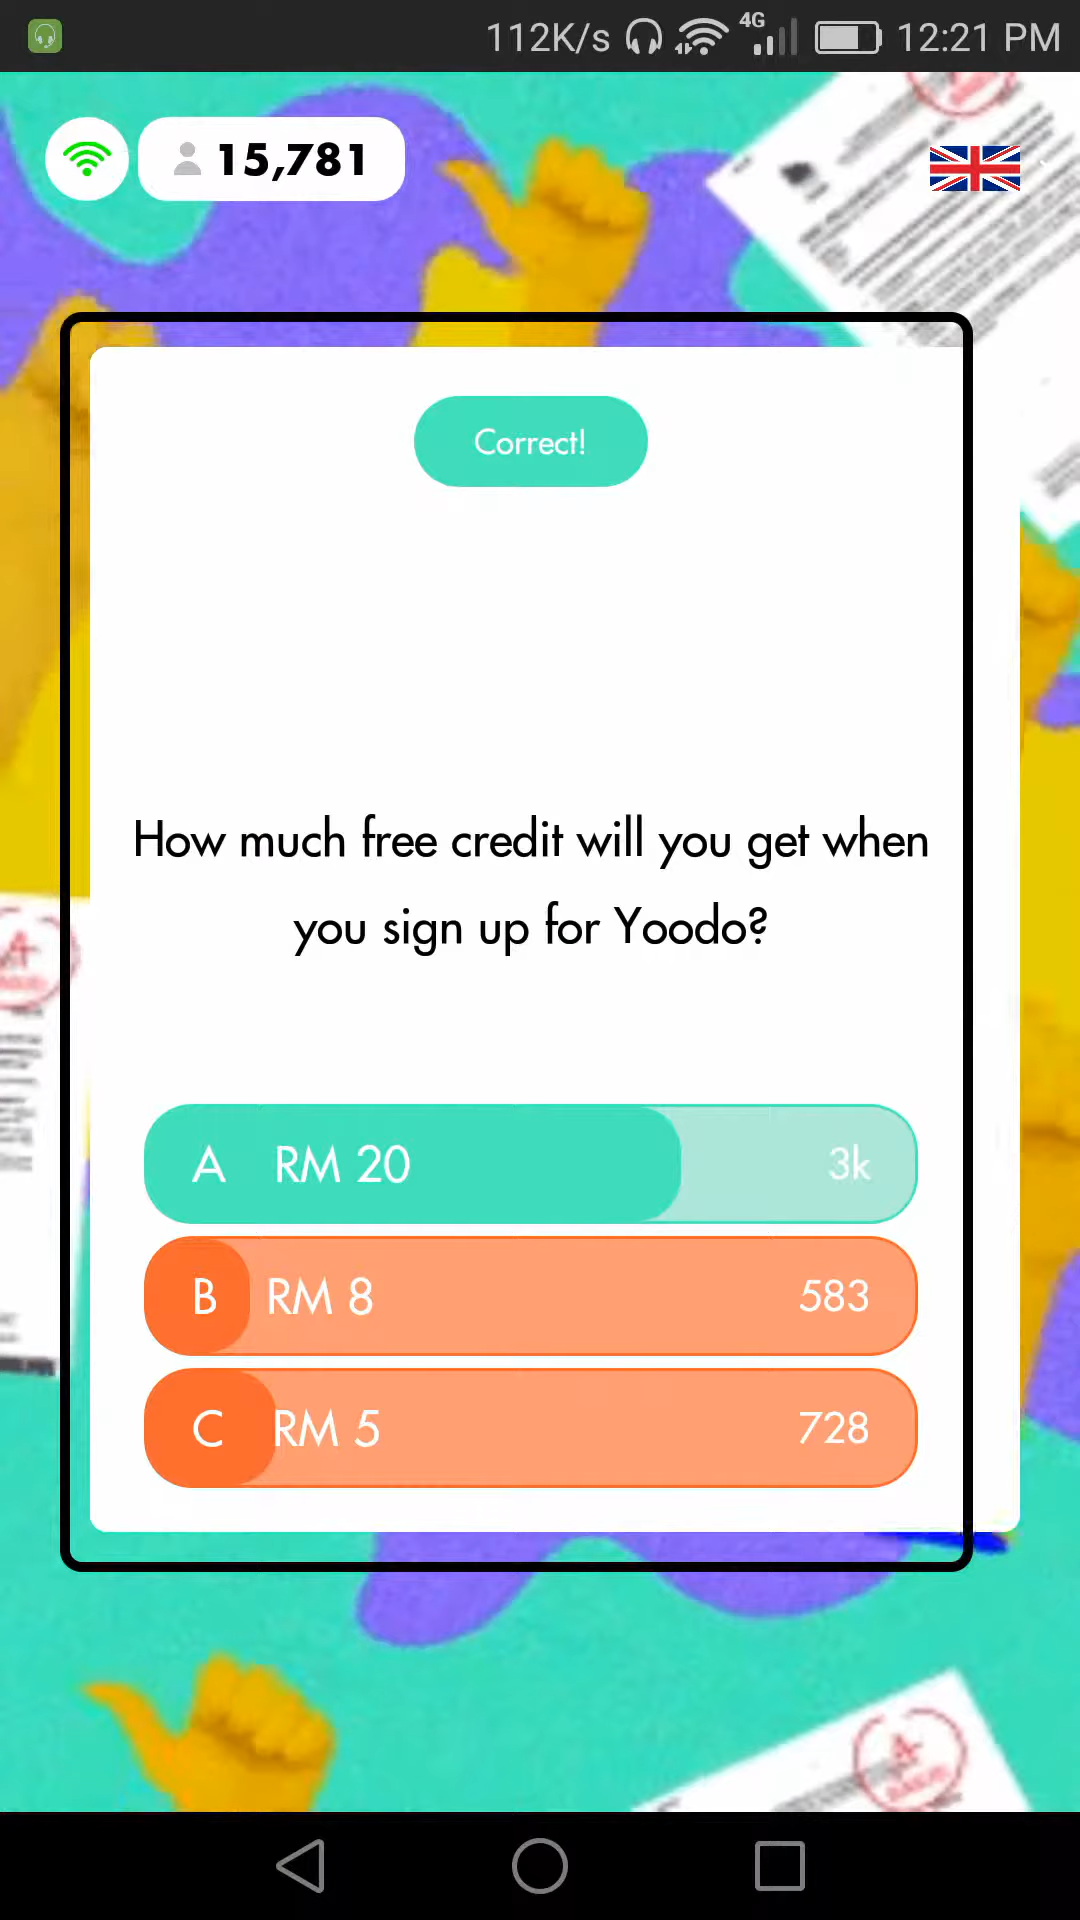 112K/s 4G 12:21 PM
15,781
Correct!
How much free credit will you get when
you sign up for Yoodo?
A RM 20 3k
B RM 8 583
C RM 5 728